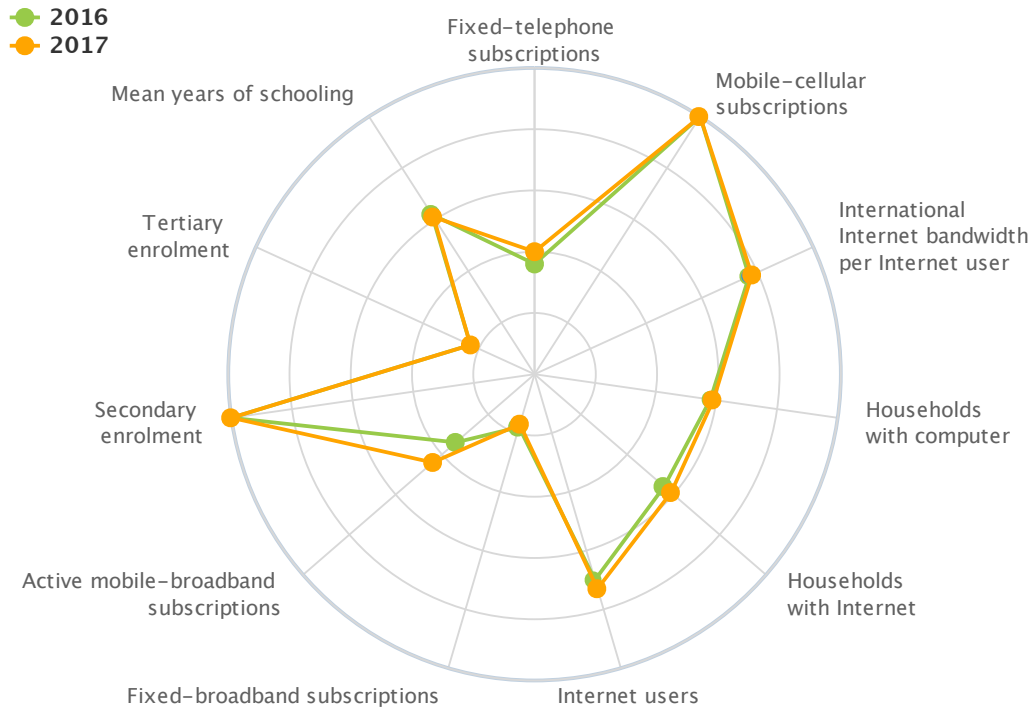 2016
2017
Fixed–telephone
subscriptions
Mobile–cellular
subscriptions
International
Internet bandwidth
per Internet user
Households
with computer
Households
with Internet
Internet users
Fixed–broadband subscriptions
Active mobile–broadband
subscriptions
Secondary
enrolment
Tertiary
enrolment
Mean years of schooling